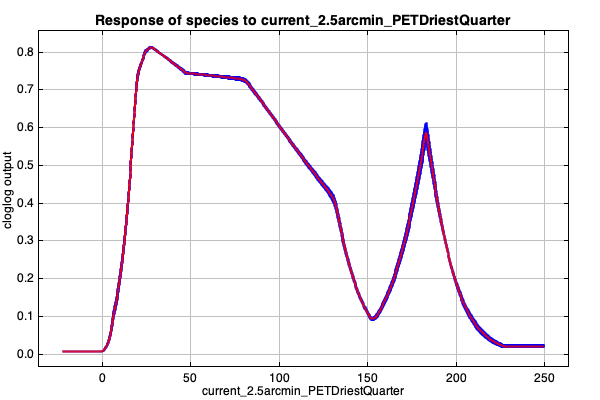 Response of species to current_2.5arcmin_PETDriestQuarter
cloglog output
0.8
0.7
0.6
0.5
0.4
0.3
0.2
0.1
0.0
0 50 100 150 200 250
current_2.5arcmin_PETDriestQuarter